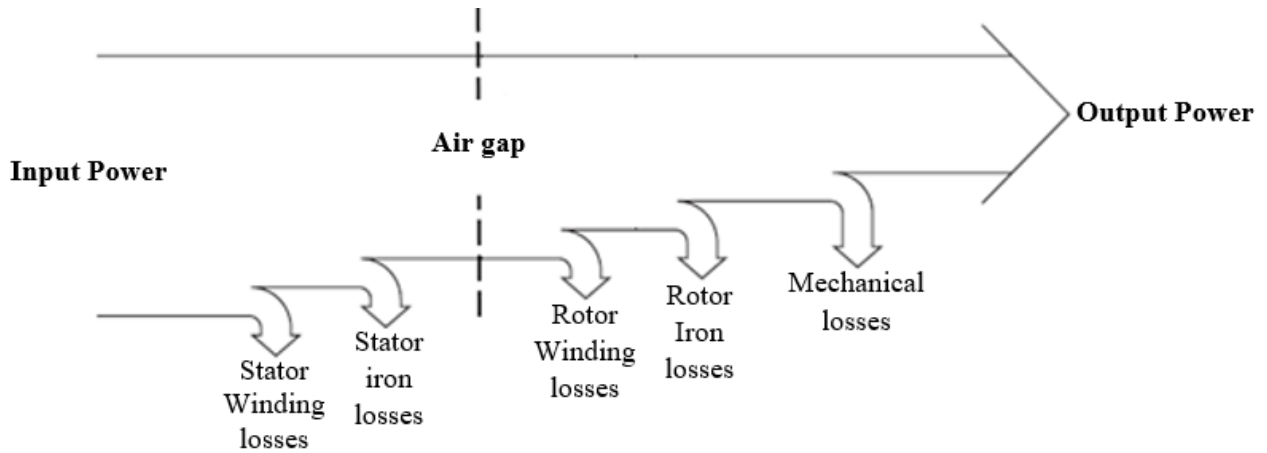 Output Power
Air gap
Input Power
Stator
Winding
losses
Stator
iron
losses
Rotor
Winding
losses
Rotor
Iron
losses
Mechanical
losses